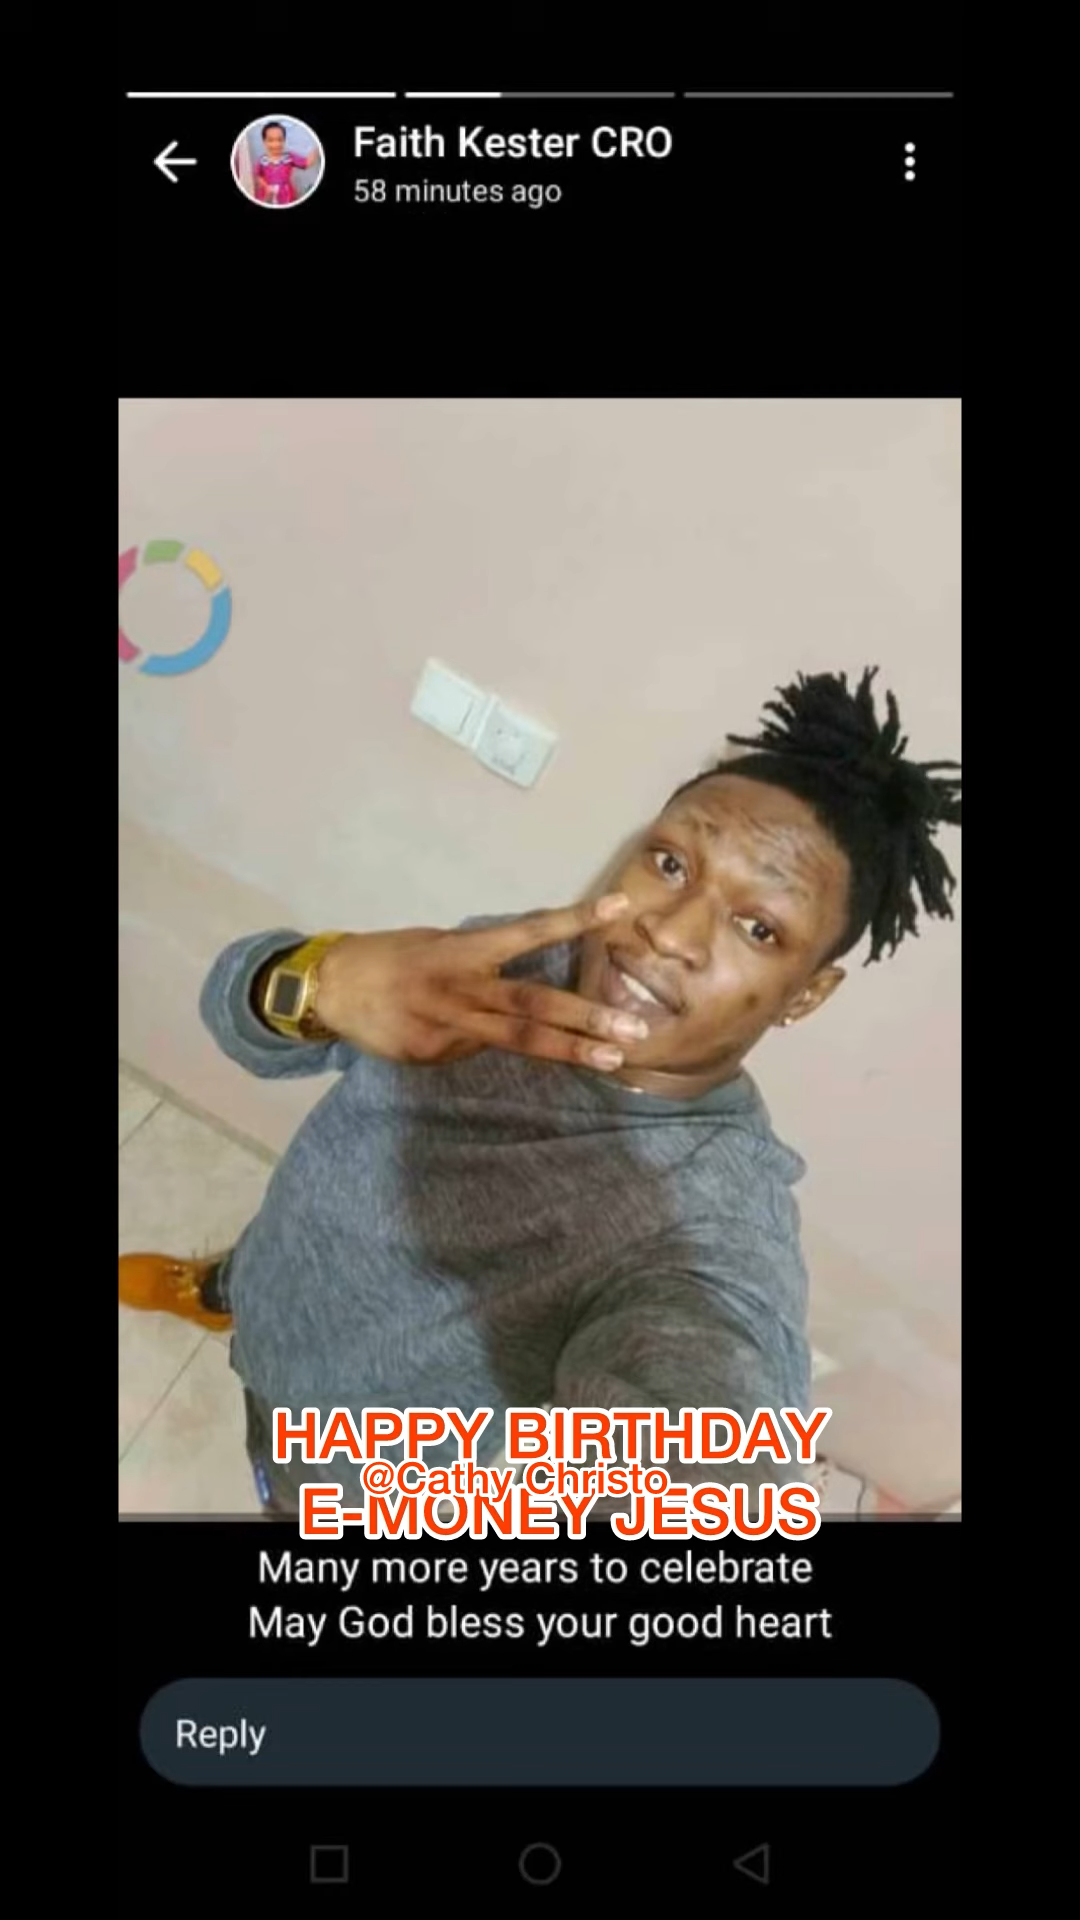 Faith Kester CRO
58 minutes ago
HAPPY BIRTHDAY
@Cathy Christo
E-MONEY JESUS
Many more years to celebrate
May God bless your good heart
Reply